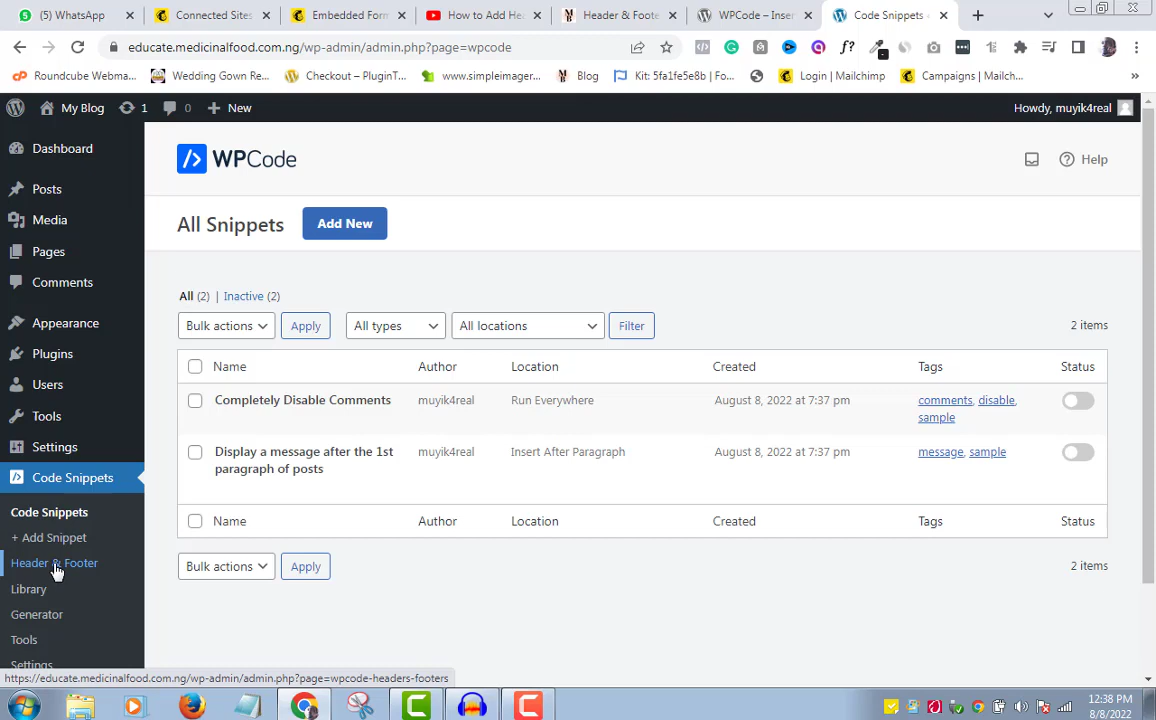 (5) WhatsApp
Connected Sites
Embedded Form
How to Add Hea
Header & Foote
WPCode – Inser
Code Snippets
educate.medicinalfood.com.ng/wp-admin/admin.php?page=wpcode
Roundcube Webma...
Wedding Gown Re...
Checkout – PluginT...
www.simpleimager...
Blog
Kit: 5fa1fe5e8b | Fo...
Login | Mailchimp
Campaigns | Mailch...
My Blog
1
0
New
Howdy, muyik4real
Dashboard
Posts
Media
Pages
Comments
Appearance
Plugins
Users
Tools
Settings
Code Snippets
Code Snippets
+ Add Snippet
Header & Footer
Library
Generator
Tools
Settings
WPCode
Help
All Snippets
Add New
All (2) | Inactive (2)
Bulk actions
Apply
All types
All locations
Filter
2 items
Name Author Location Created Tags Status
Completely Disable Comments muyik4real Run Everywhere August 8, 2022 at 7:37 pm comments, disable,
sample
Display a message after the 1st muyik4real Insert After Paragraph August 8, 2022 at 7:37 pm message, sample
paragraph of posts
Name Author Location Created Tags Status
Bulk actions
Apply
2 items
https://educate.medicinalfood.com.ng/wp-admin/admin.php?page=wpcode-headers-footers
12:38 PM
8/8/2022